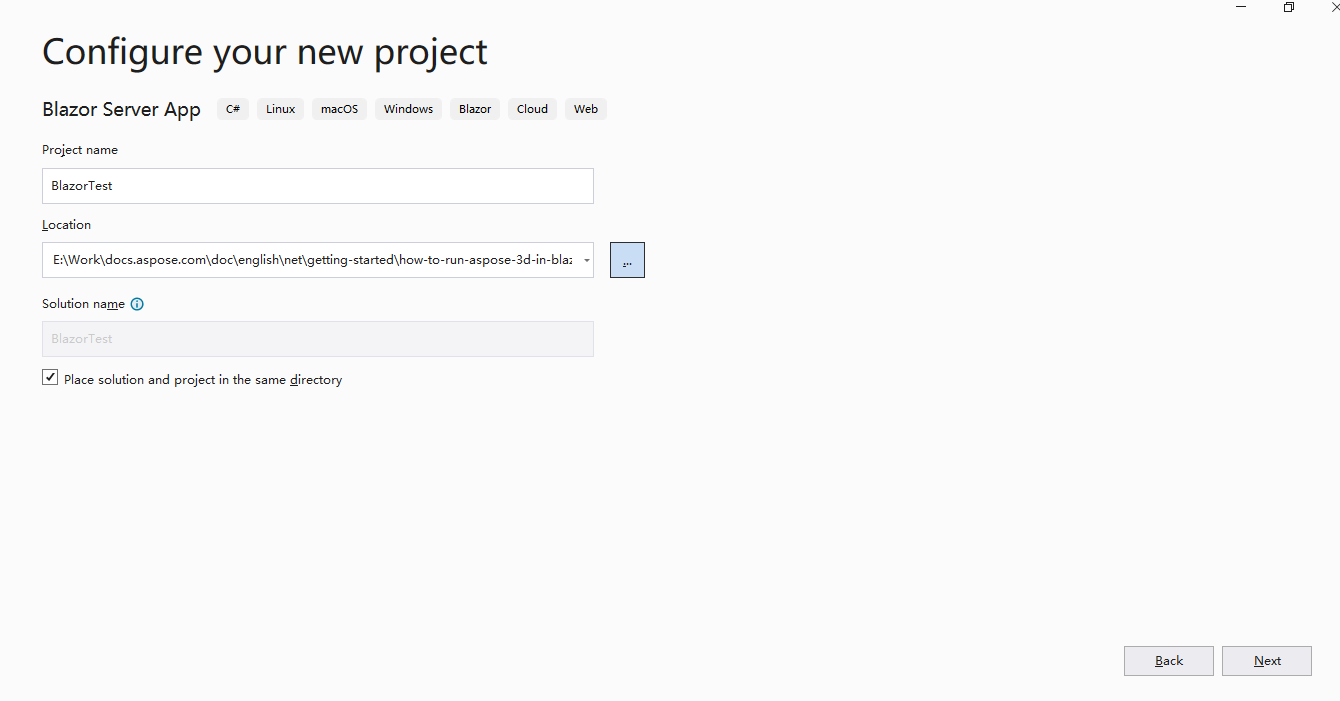 Configure your new project
Blazor Server App C# Linux macOS Windows Blazor Cloud Web
Project name
BlazorTest
Location
E:\Work\docs.aspose.com\doc\english\net\getting-started\how-to-run-aspose-3d-in-blaz
...
Solution name
BlazorTest
Place solution and project in the same directory
Back Next